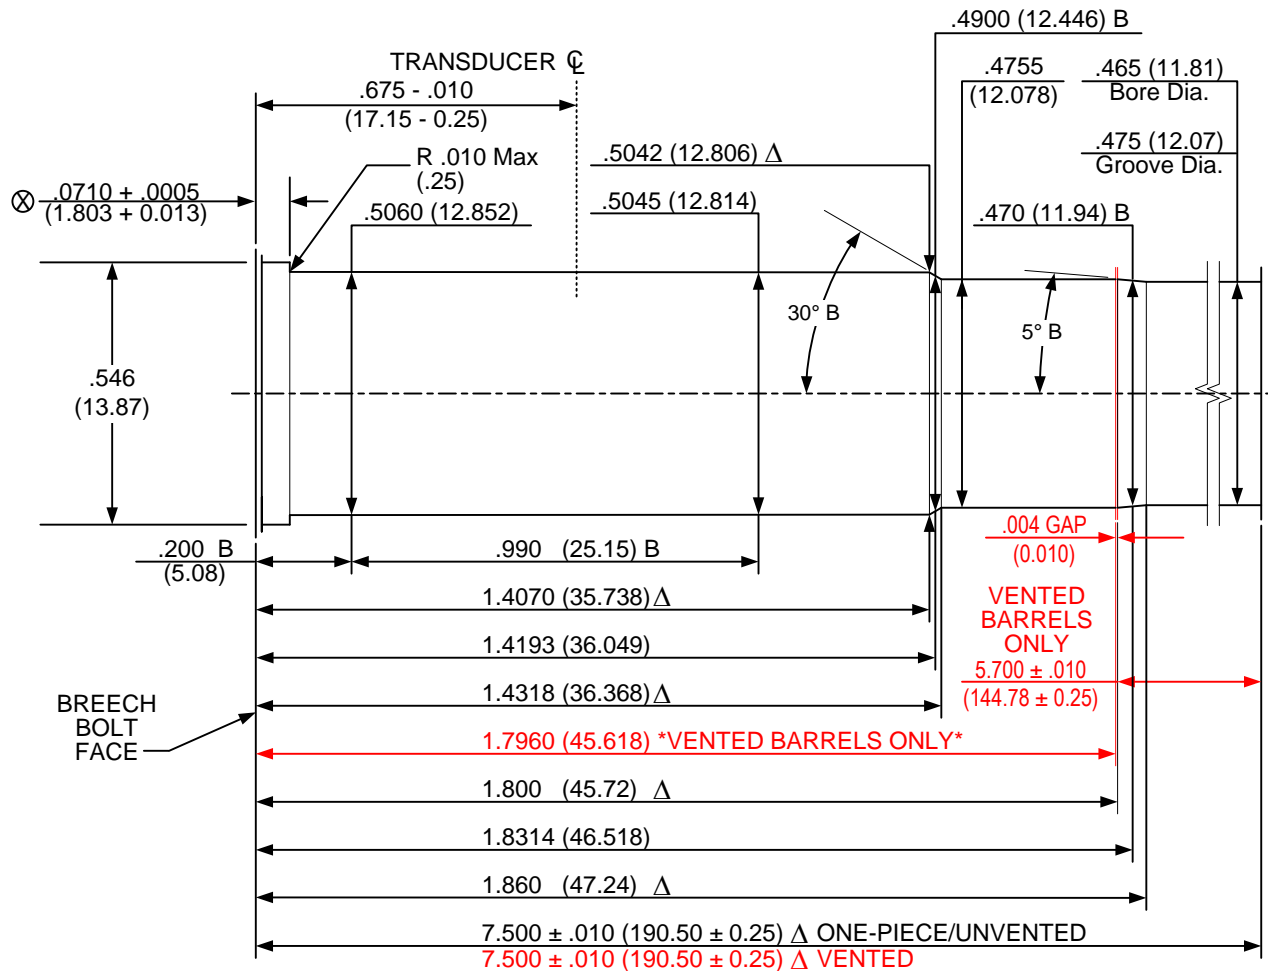 .4900 (12.446) B
TRANSDUCER ℄
.675 - .010
(17.15 - 0.25)
.4755
(12.078)
.465 (11.81)
Bore Dia.
R .010 Max
(.25)
.5042 (12.806) Δ
.475 (12.07)
Groove Dia.
⊗ .0710 + .0005
(1.803 + 0.013)
.5060 (12.852)
.5045 (12.814)
.470 (11.94) B
30° B
5° B
.546
(13.87)
.200 B
(5.08)
.990 (25.15) B
.004 GAP
(0.010)
1.4070 (35.738) Δ
VENTED
BARRELS
ONLY
1.4193 (36.049)
5.700 ± .010
(144.78 ± 0.25)
1.4318 (36.368) Δ
BREECH
BOLT
FACE
1.7960 (45.618) *VENTED BARRELS ONLY*
1.800 (45.72) Δ
1.8314 (46.518)
1.860 (47.24) Δ
7.500 ± .010 (190.50 ± 0.25) Δ ONE-PIECE/UNVENTED
7.500 ± .010 (190.50 ± 0.25) Δ VENTED